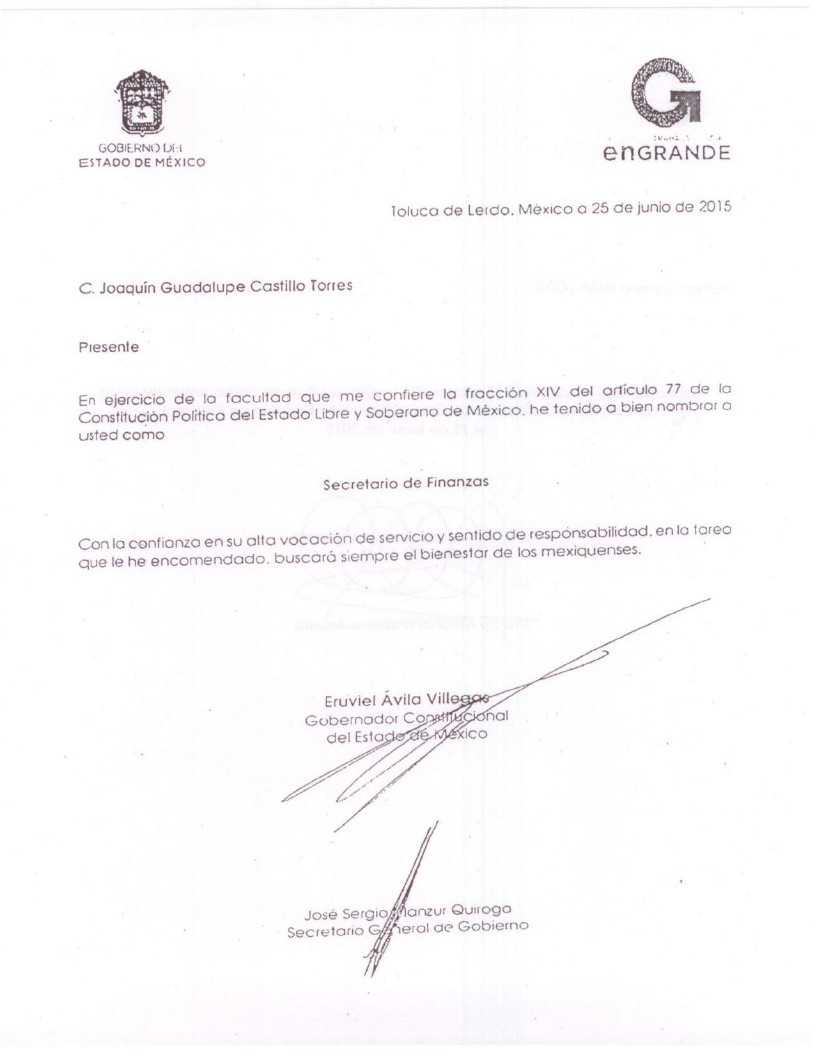 GOBIERNO DEL
ESTADO DE MÉXICO
enGRANDE
Toluca de Lerdo, México a 25 de junio de 2015
C. Joaquín Guadalupe Castillo Torres
Presente
En ejercicio de la facultad que me confiere la fracción XIV del artículo 77 de la
Constitución Política del Estado Libre y Soberano de México, he tenido a bien nombrar a
usted como
Secretario de Finanzas
Con la confianza en su alta vocación de servicio y sentido de responsabilidad, en la tarea
que le he encomendado, buscará siempre el bienestar de los mexiquenses.
Eruviel Ávila Villegas
Gobernador Constitucional
del Estado de México
José Sergio Manzur Quiroga
Secretario General de Gobierno